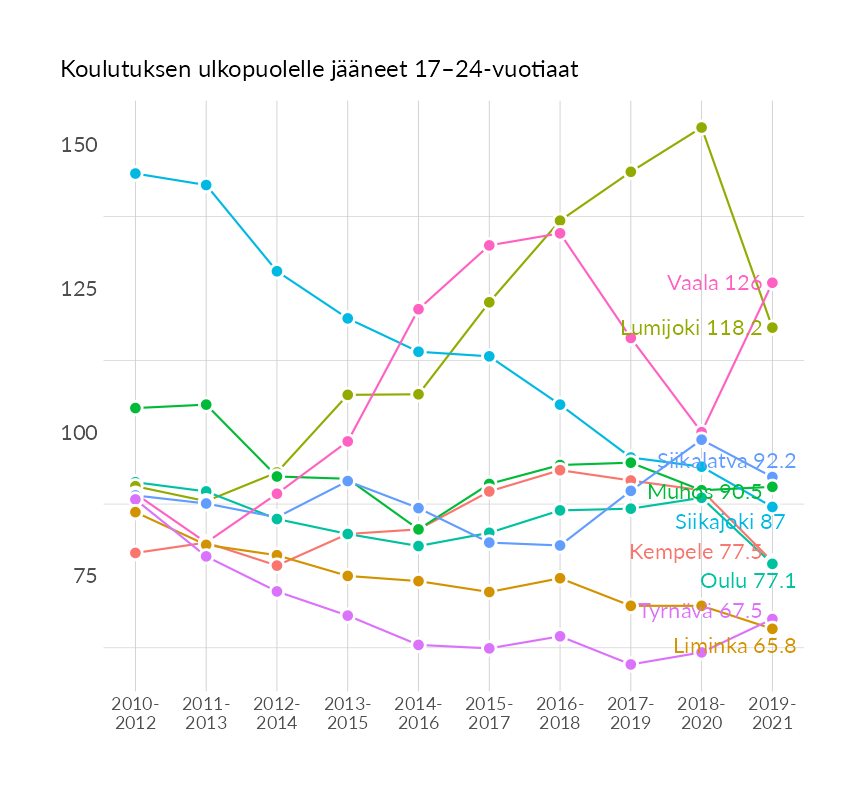 Koulutuksen ulkopuolelle jääneet 17–24-vuotiaat
150
125
100
75
Vaala 126
Lumijoki 118.2
Siikalatva 92.2
Muhos 90.5
Siikajoki 87
Kempele 77.5
Oulu 77.1
Tyrnävä 67.5
Liminka 65.8
2010-
2012
2011-
2013
2012-
2014
2013-
2015
2014-
2016
2015-
2017
2016-
2018
2017-
2019
2018-
2020
2019-
2021